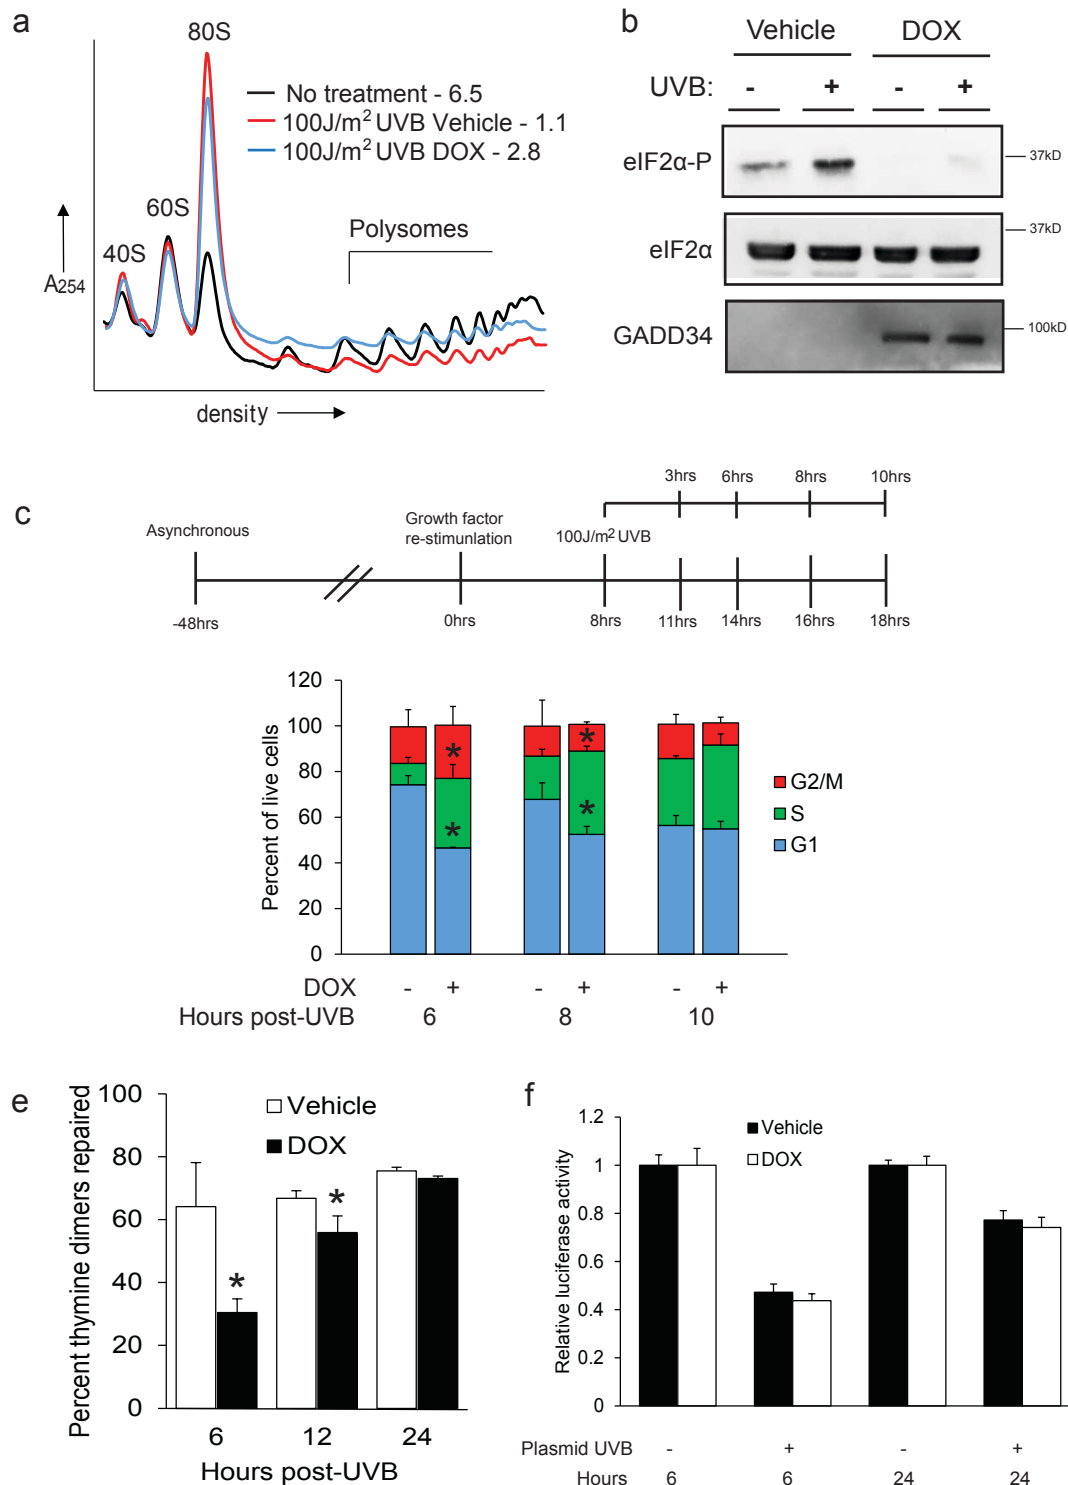 a
80S
No treatment - 6.5
100J/m² UVB Vehicle - 1.1
100J/m² UVB DOX - 2.8
60S
40S
Polysomes
A254
density
b
Vehicle DOX
UVB: - + - +
eIF2α-P 37kD
eIF2α 37kD
GADD34 100kD
c
3hrs 6hrs 8hrs 10hrs
Asynchronous
Growth factor
re-stimunlation
100J/m² UVB
-48hrs 0hrs 8hrs 11hrs 14hrs 16hrs 18hrs
Percent of live cells
120
100
80
60
40
20
0
* * * *
G2/M
S
G1
DOX - + - + - +
Hours post-UVB 6 8 10
e
Percent thymine dimers repaired
100
80
60
40
20
0
Vehicle
DOX
* *
6 12 24
Hours post-UVB
f
Relative luciferase activity
1.2
1
0.8
0.6
0.4
0.2
0
Vehicle
DOX
Plasmid UVB - + - +
Hours 6 6 24 24